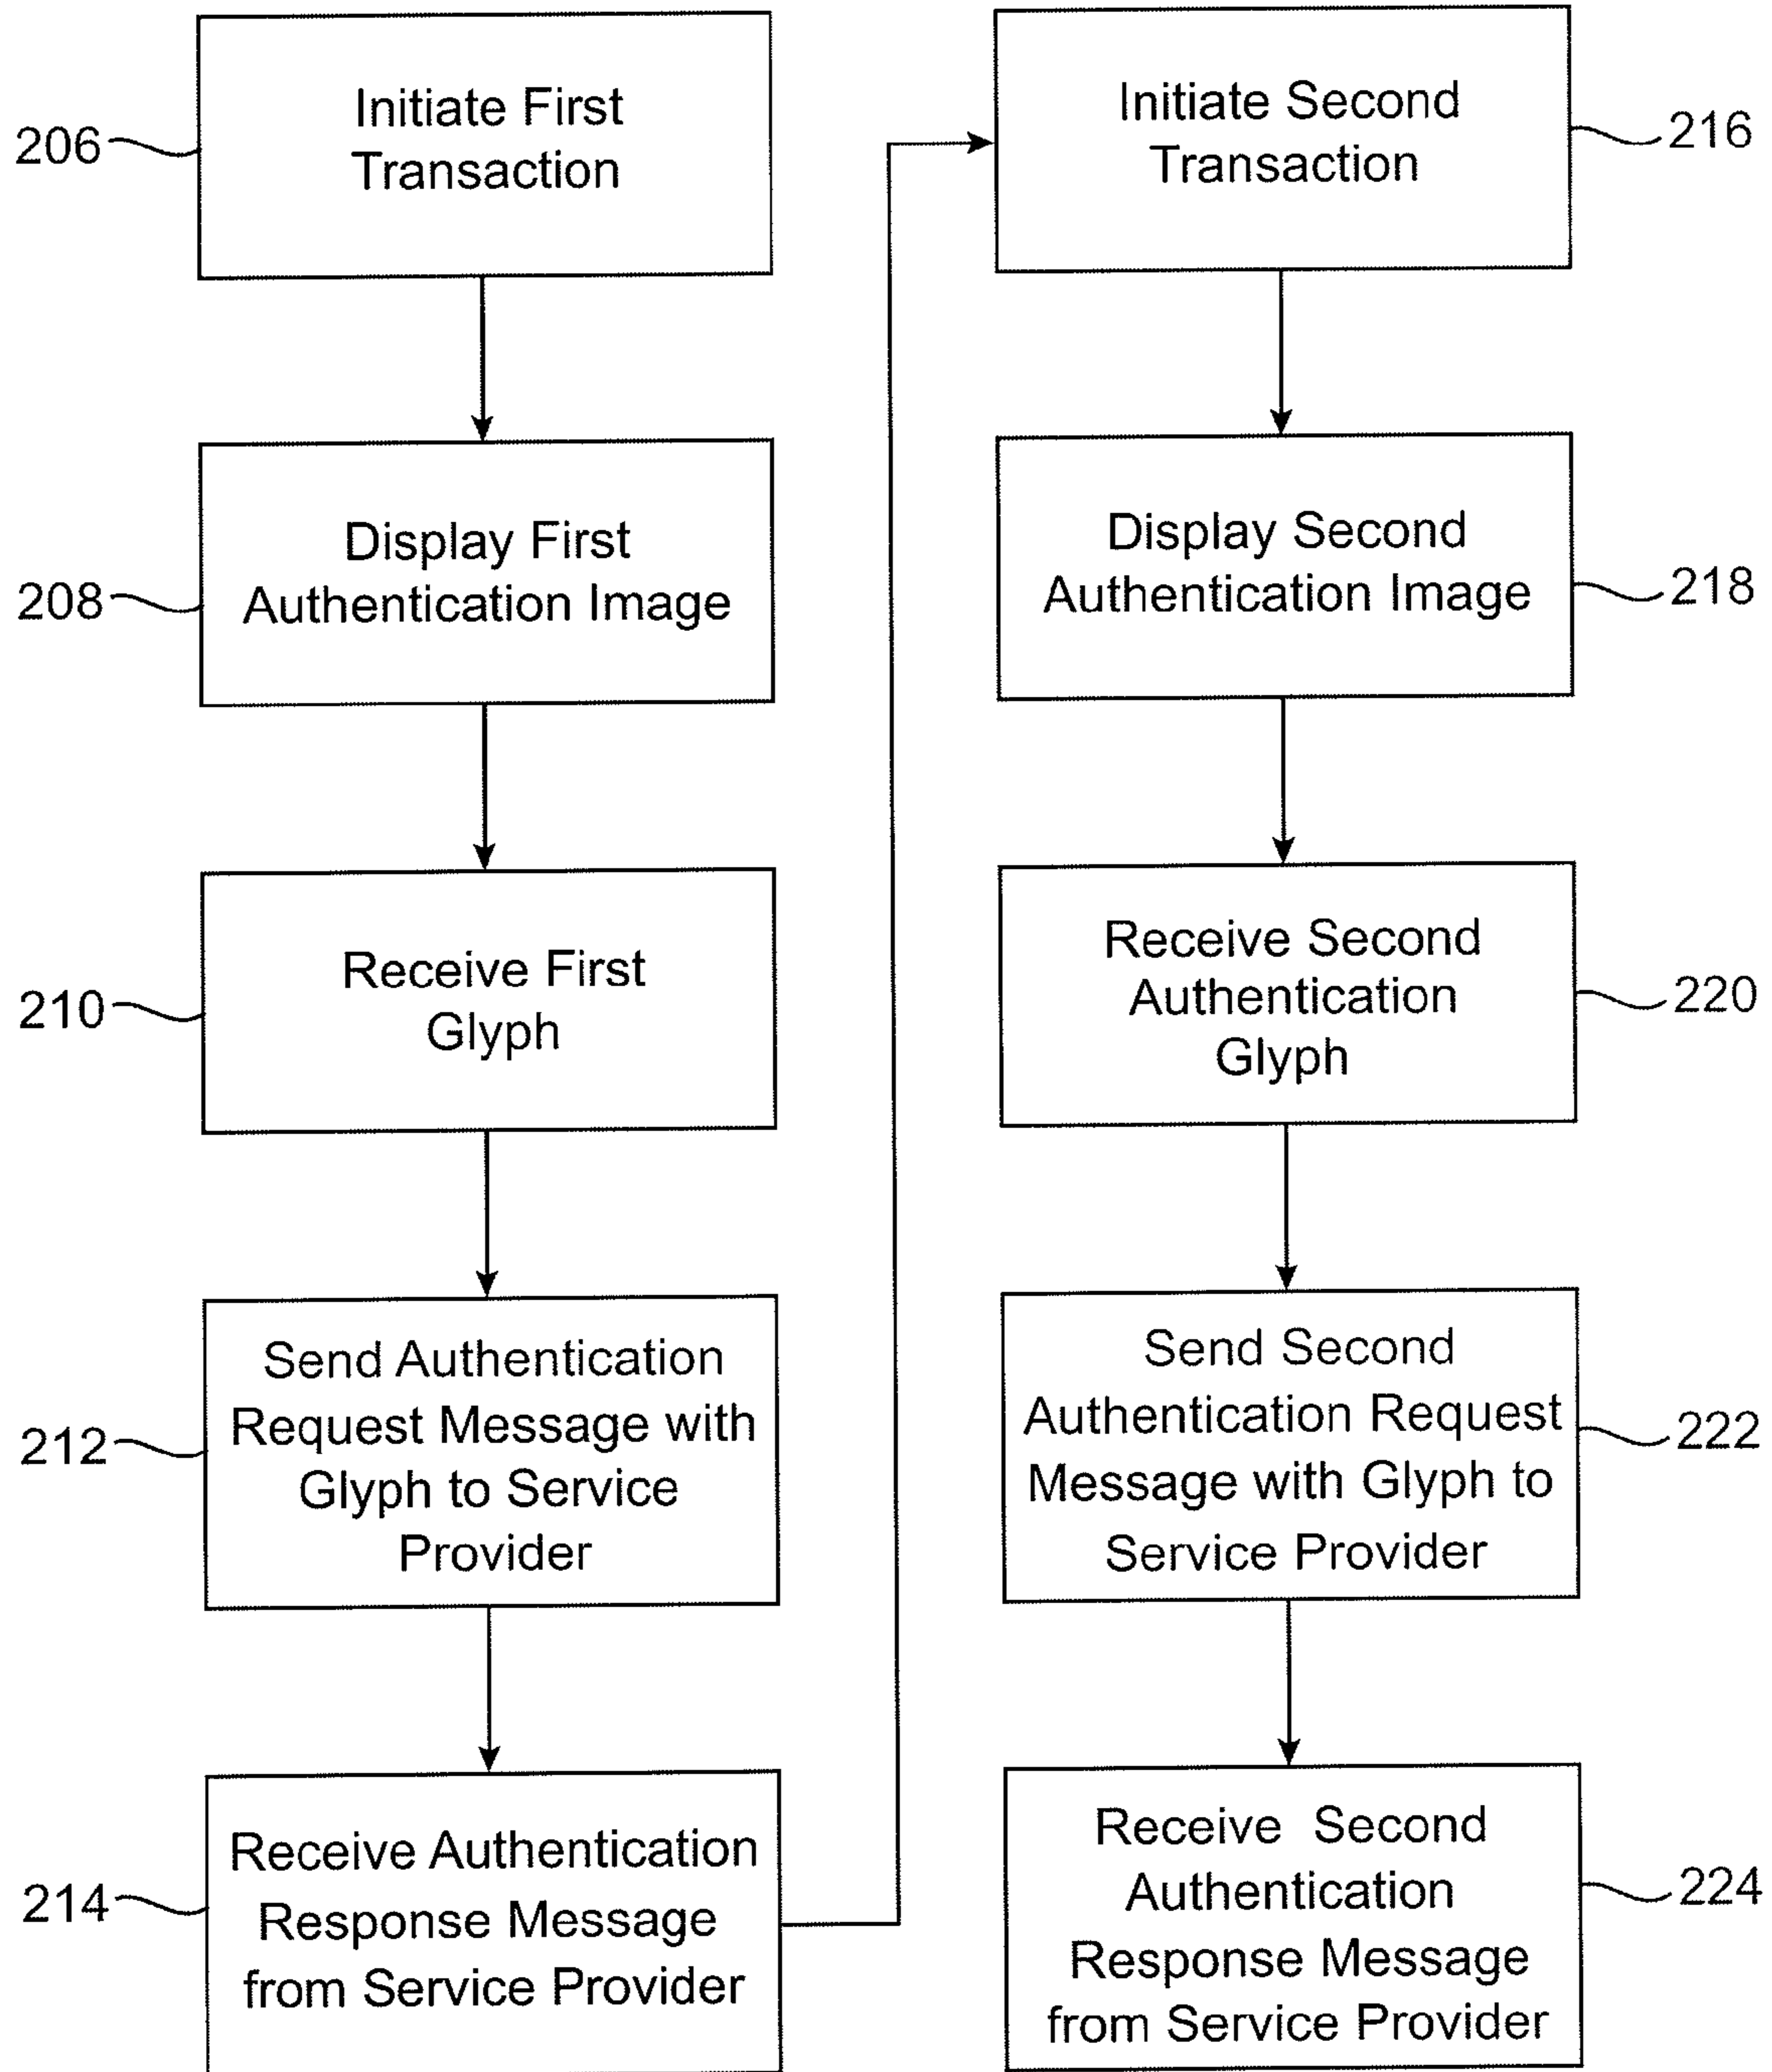 Initiate First
Transaction
206
Display First
Authentication Image
208
Receive First
Glyph
210
Send Authentication
Request Message with
Glyph to Service
Provider
212
Receive Authentication
Response Message
from Service Provider
214
Initiate Second
Transaction
216
Display Second
Authentication Image
218
Receive Second
Authentication
Glyph
220
Send Second
Authentication Request
Message with Glyph to
Service Provider
222
Receive Second
Authentication
Response Message
from Service Provider
224